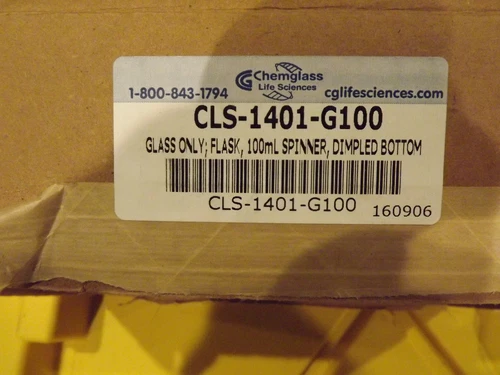 Chemglass
Life Sciences
1-800-843-1794
cglifesciences.com
CLS-1401-G100
GLASS ONLY; FLASK, 100mL SPINNER, DIMPLED BOTTOM
CLS-1401-G100
160906